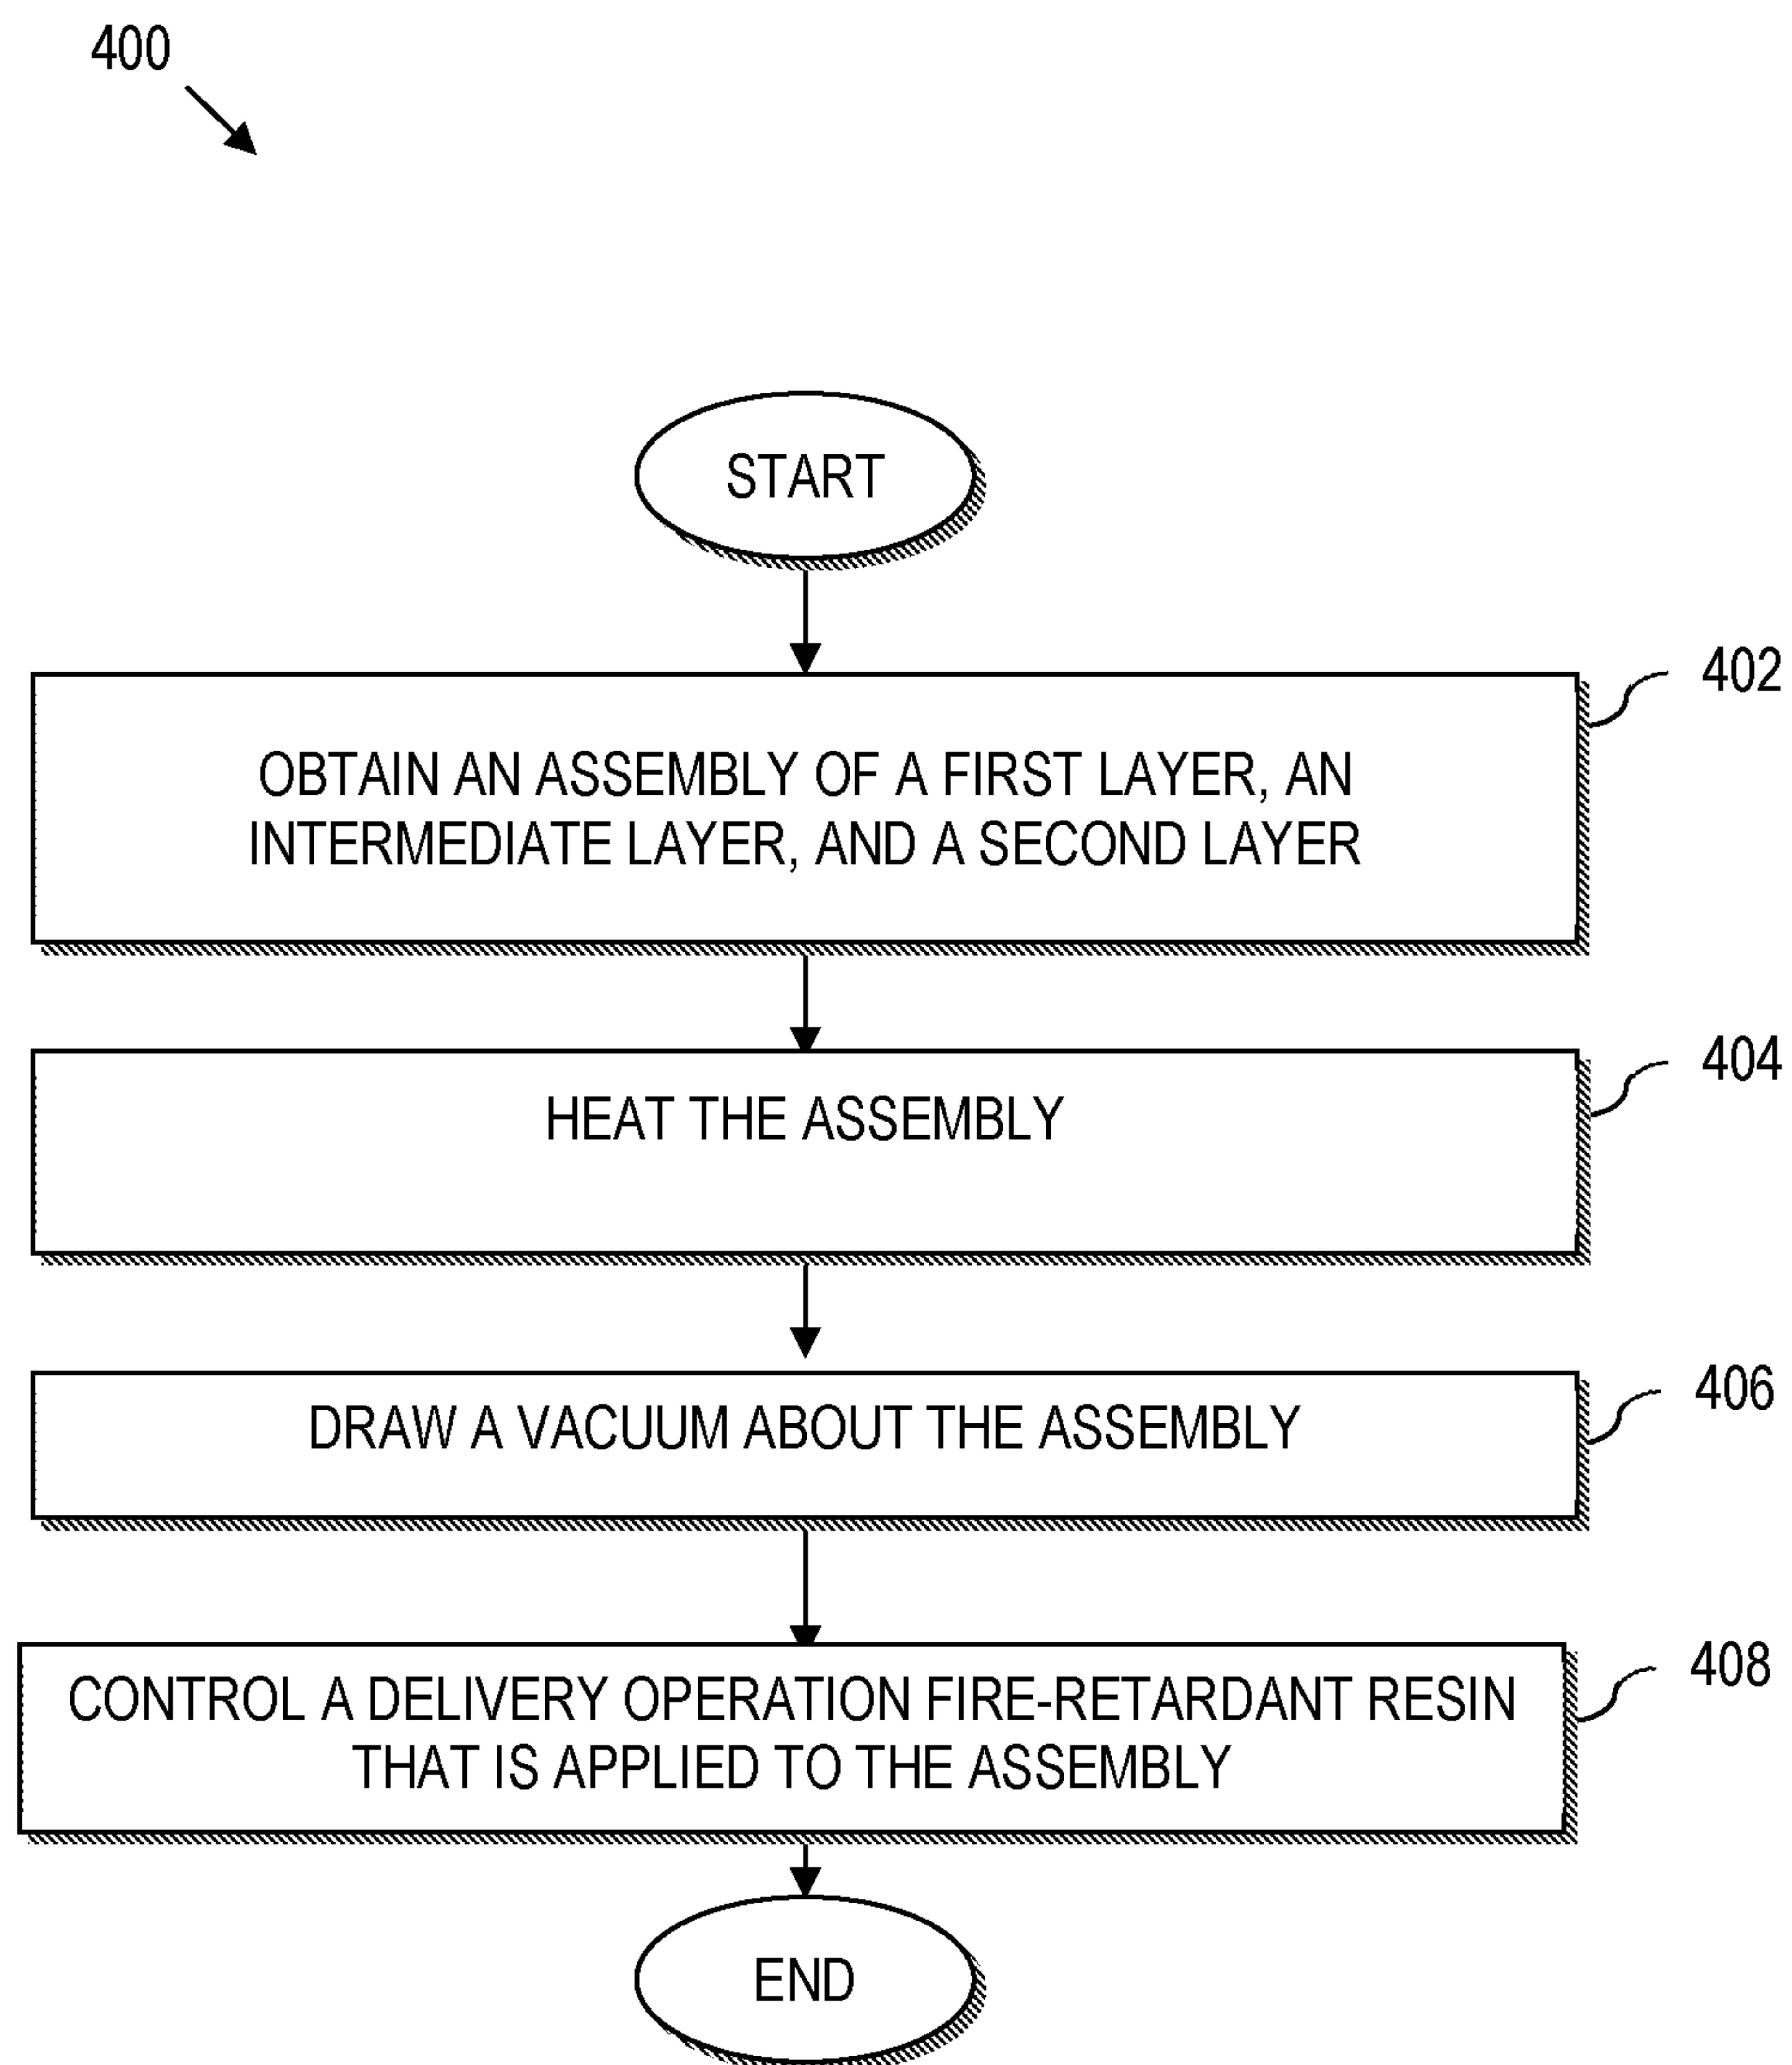 400
START
402
OBTAIN AN ASSEMBLY OF A FIRST LAYER, AN
INTERMEDIATE LAYER, AND A SECOND LAYER
404
HEAT THE ASSEMBLY
406
DRAW A VACUUM ABOUT THE ASSEMBLY
408
CONTROL A DELIVERY OPERATION FIRE-RETARDANT RESIN
THAT IS APPLIED TO THE ASSEMBLY
END